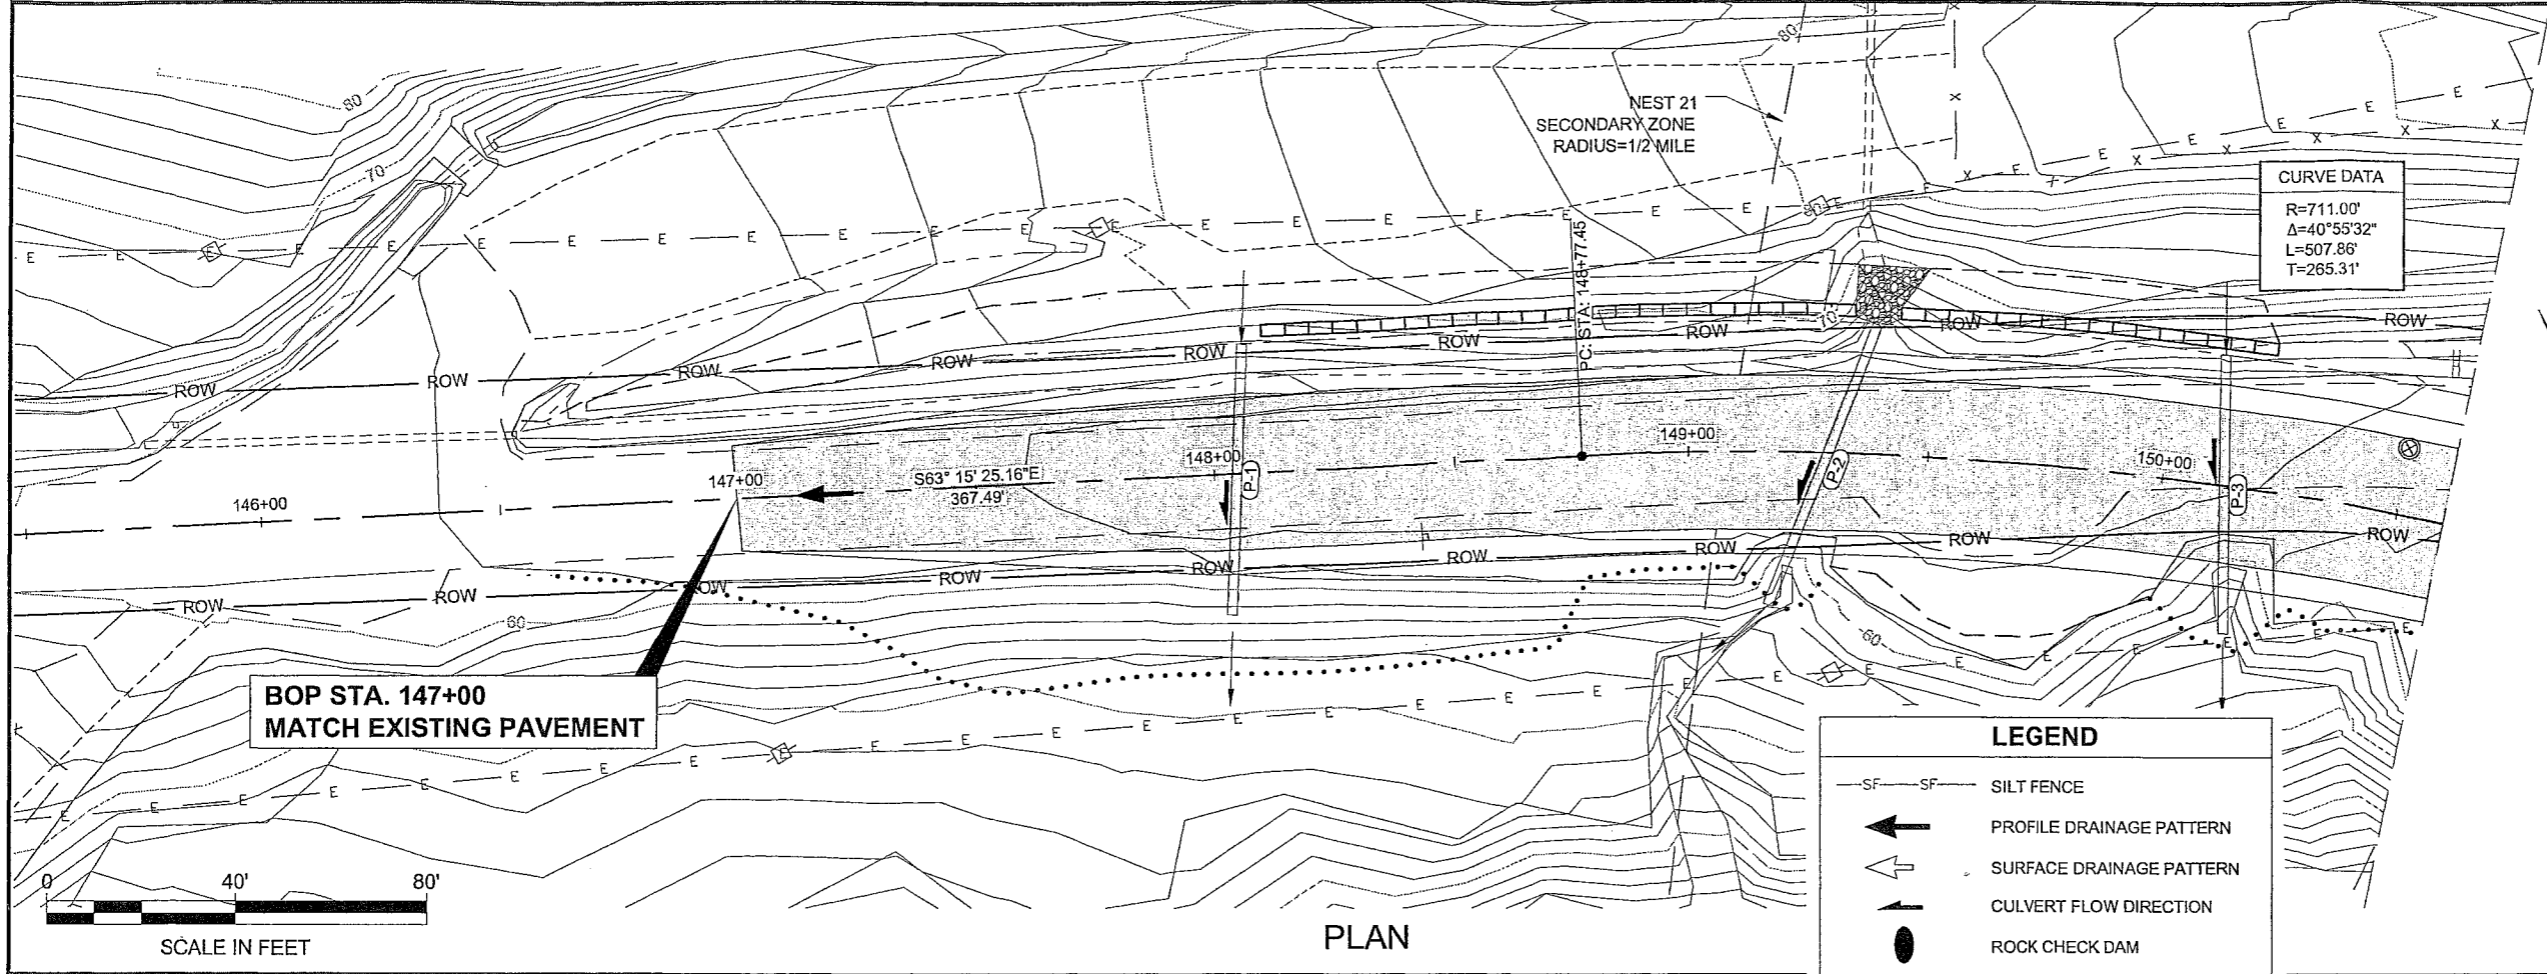 80
80
NEST 21
SECONDARY ZONE
RADIUS=1/2 MILE
70
CURVE DATA
R=711.00'
Δ=40°55'32"
L=507.86'
T=265.31'
E E E E E E E E E E E E E E E E E E E
X X X X X X X
80
PC: STA: 148+77.45
70
ROW ROW ROW ROW ROW ROW ROW ROW ROW
146+00
147+00
S63° 15' 25.16"E
367.49'
148+00
P-1
149+00
P-2
150+00
P-3
ROW ROW ROW ROW ROW ROW ROW ROW ROW
60
60
E E E E E E E E E E E E E E E E E E E
BOP STA. 147+00
MATCH EXISTING PAVEMENT
LEGEND
SF SF SILT FENCE
PROFILE DRAINAGE PATTERN
SURFACE DRAINAGE PATTERN
CULVERT FLOW DIRECTION
ROCK CHECK DAM
0 40' 80'
SCALE IN FEET
PLAN